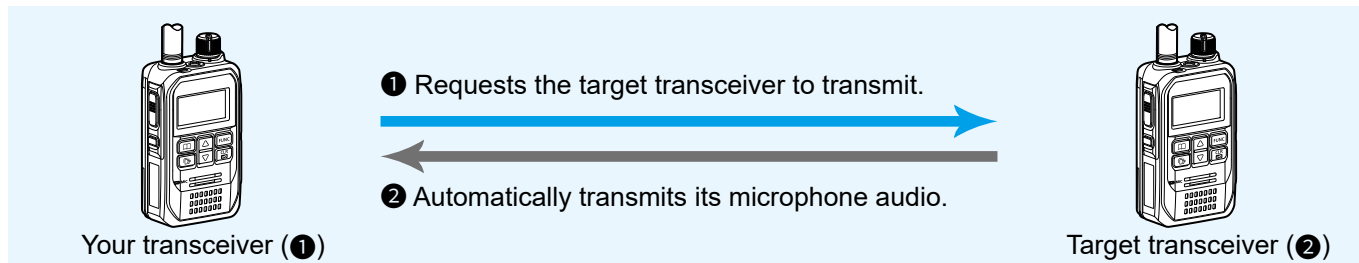 ❶ Requests the target transceiver to transmit.
❷ Automatically transmits its microphone audio.
Your transceiver (❶)
Target transceiver (❷)